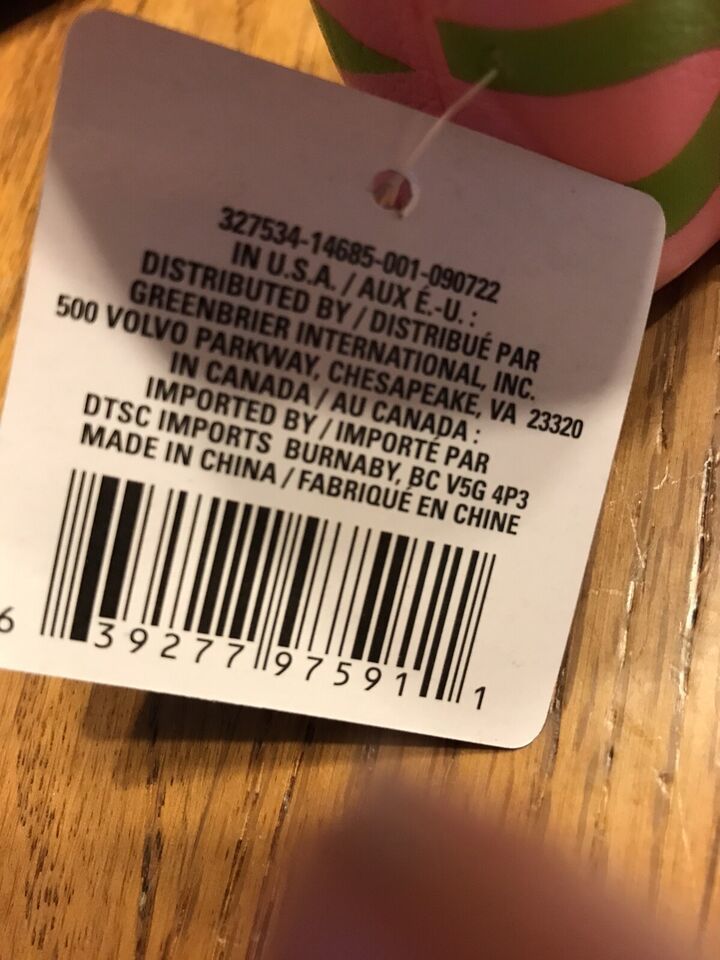 327534-14685-001-090722
IN U.S.A. / AUX É.-U. :
DISTRIBUTED BY / DISTRIBUÉ PAR
GREENBRIER INTERNATIONAL, INC.
500 VOLVO PARKWAY, CHESAPEAKE, VA 23320
IN CANADA / AU CANADA :
IMPORTED BY / IMPORTÉ PAR
DTSC IMPORTS BURNABY, BC V5G 4P3
MADE IN CHINA / FABRIQUÉ EN CHINE
6 39277 97591 1